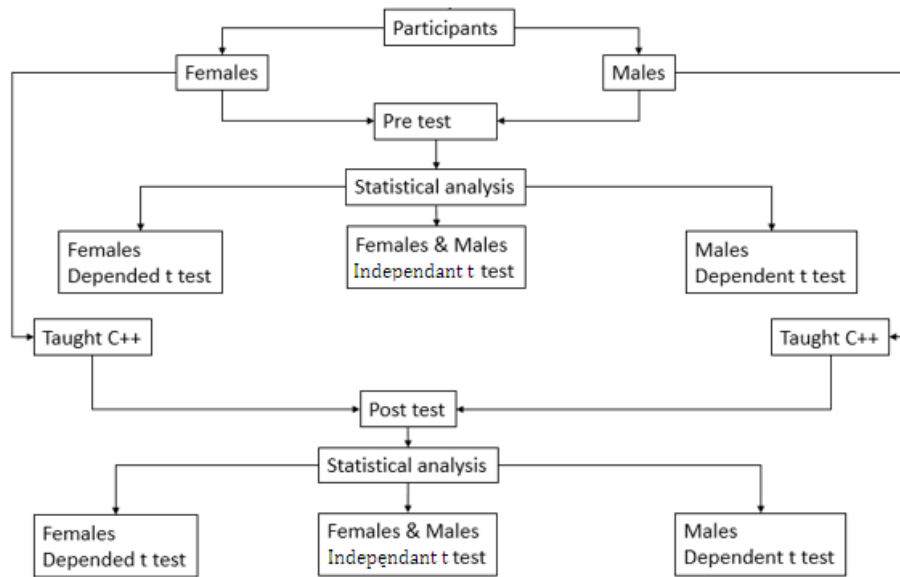 Participants
Females
Males
Pre test
Statistical analysis
Females
Depended t test
Females & Males
Independant t test
Males
Dependent t test
Taught C++
Taught C++
Post test
Statistical analysis
Females
Depended t test
Females & Males
Independant t test
Males
Dependent t test